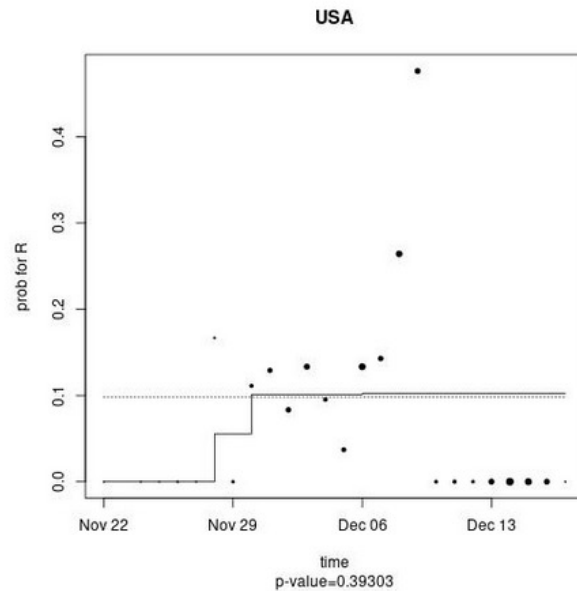 USA
0.4
0.3
0.2
0.1
0.0
prob for R
Nov 22 Nov 29 Dec 06 Dec 13
time
p-value=0.39303